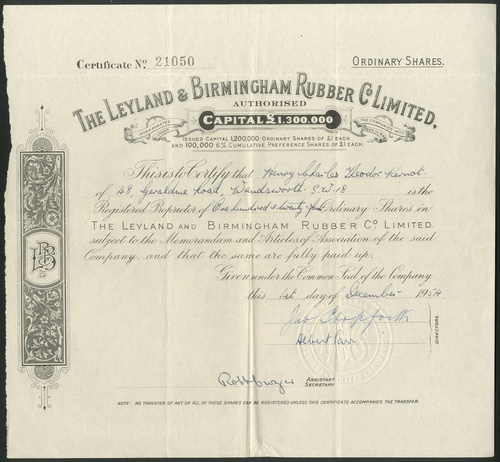 Certificate No. 21050
ORDINARY SHARES.
THE LEYLAND & BIRMINGHAM RUBBER Co. LIMITED.
AUTHORISED
CAPITAL £1,300,000
ISSUED CAPITAL 1,200,000 ORDINARY SHARES OF £1 EACH
AND 100,000 6% CUMULATIVE PREFERENCE SHARES OF £1 EACH.
This is to Certify that Henry Charles Theodor
of 48, Geraldine Road, Wandsworth S.W.18 is the
Registered Proprietor of One hundred & twenty Ordinary Shares in
THE LEYLAND AND BIRMINGHAM RUBBER Co. LIMITED.
subject to the Memorandum and Articles of Association of the said
Company, and that the same are fully paid up.
Given under the Common Seal of the Company
this 1st day of December 1954
LBR
DIRECTORS.
Albert
ASSISTANT
SECRETARY
NOTE: NO TRANSFER OF ANY OR ALL OF THESE SHARES CAN BE REGISTERED UNLESS THIS CERTIFICATE ACCOMPANIES THE TRANSFER.